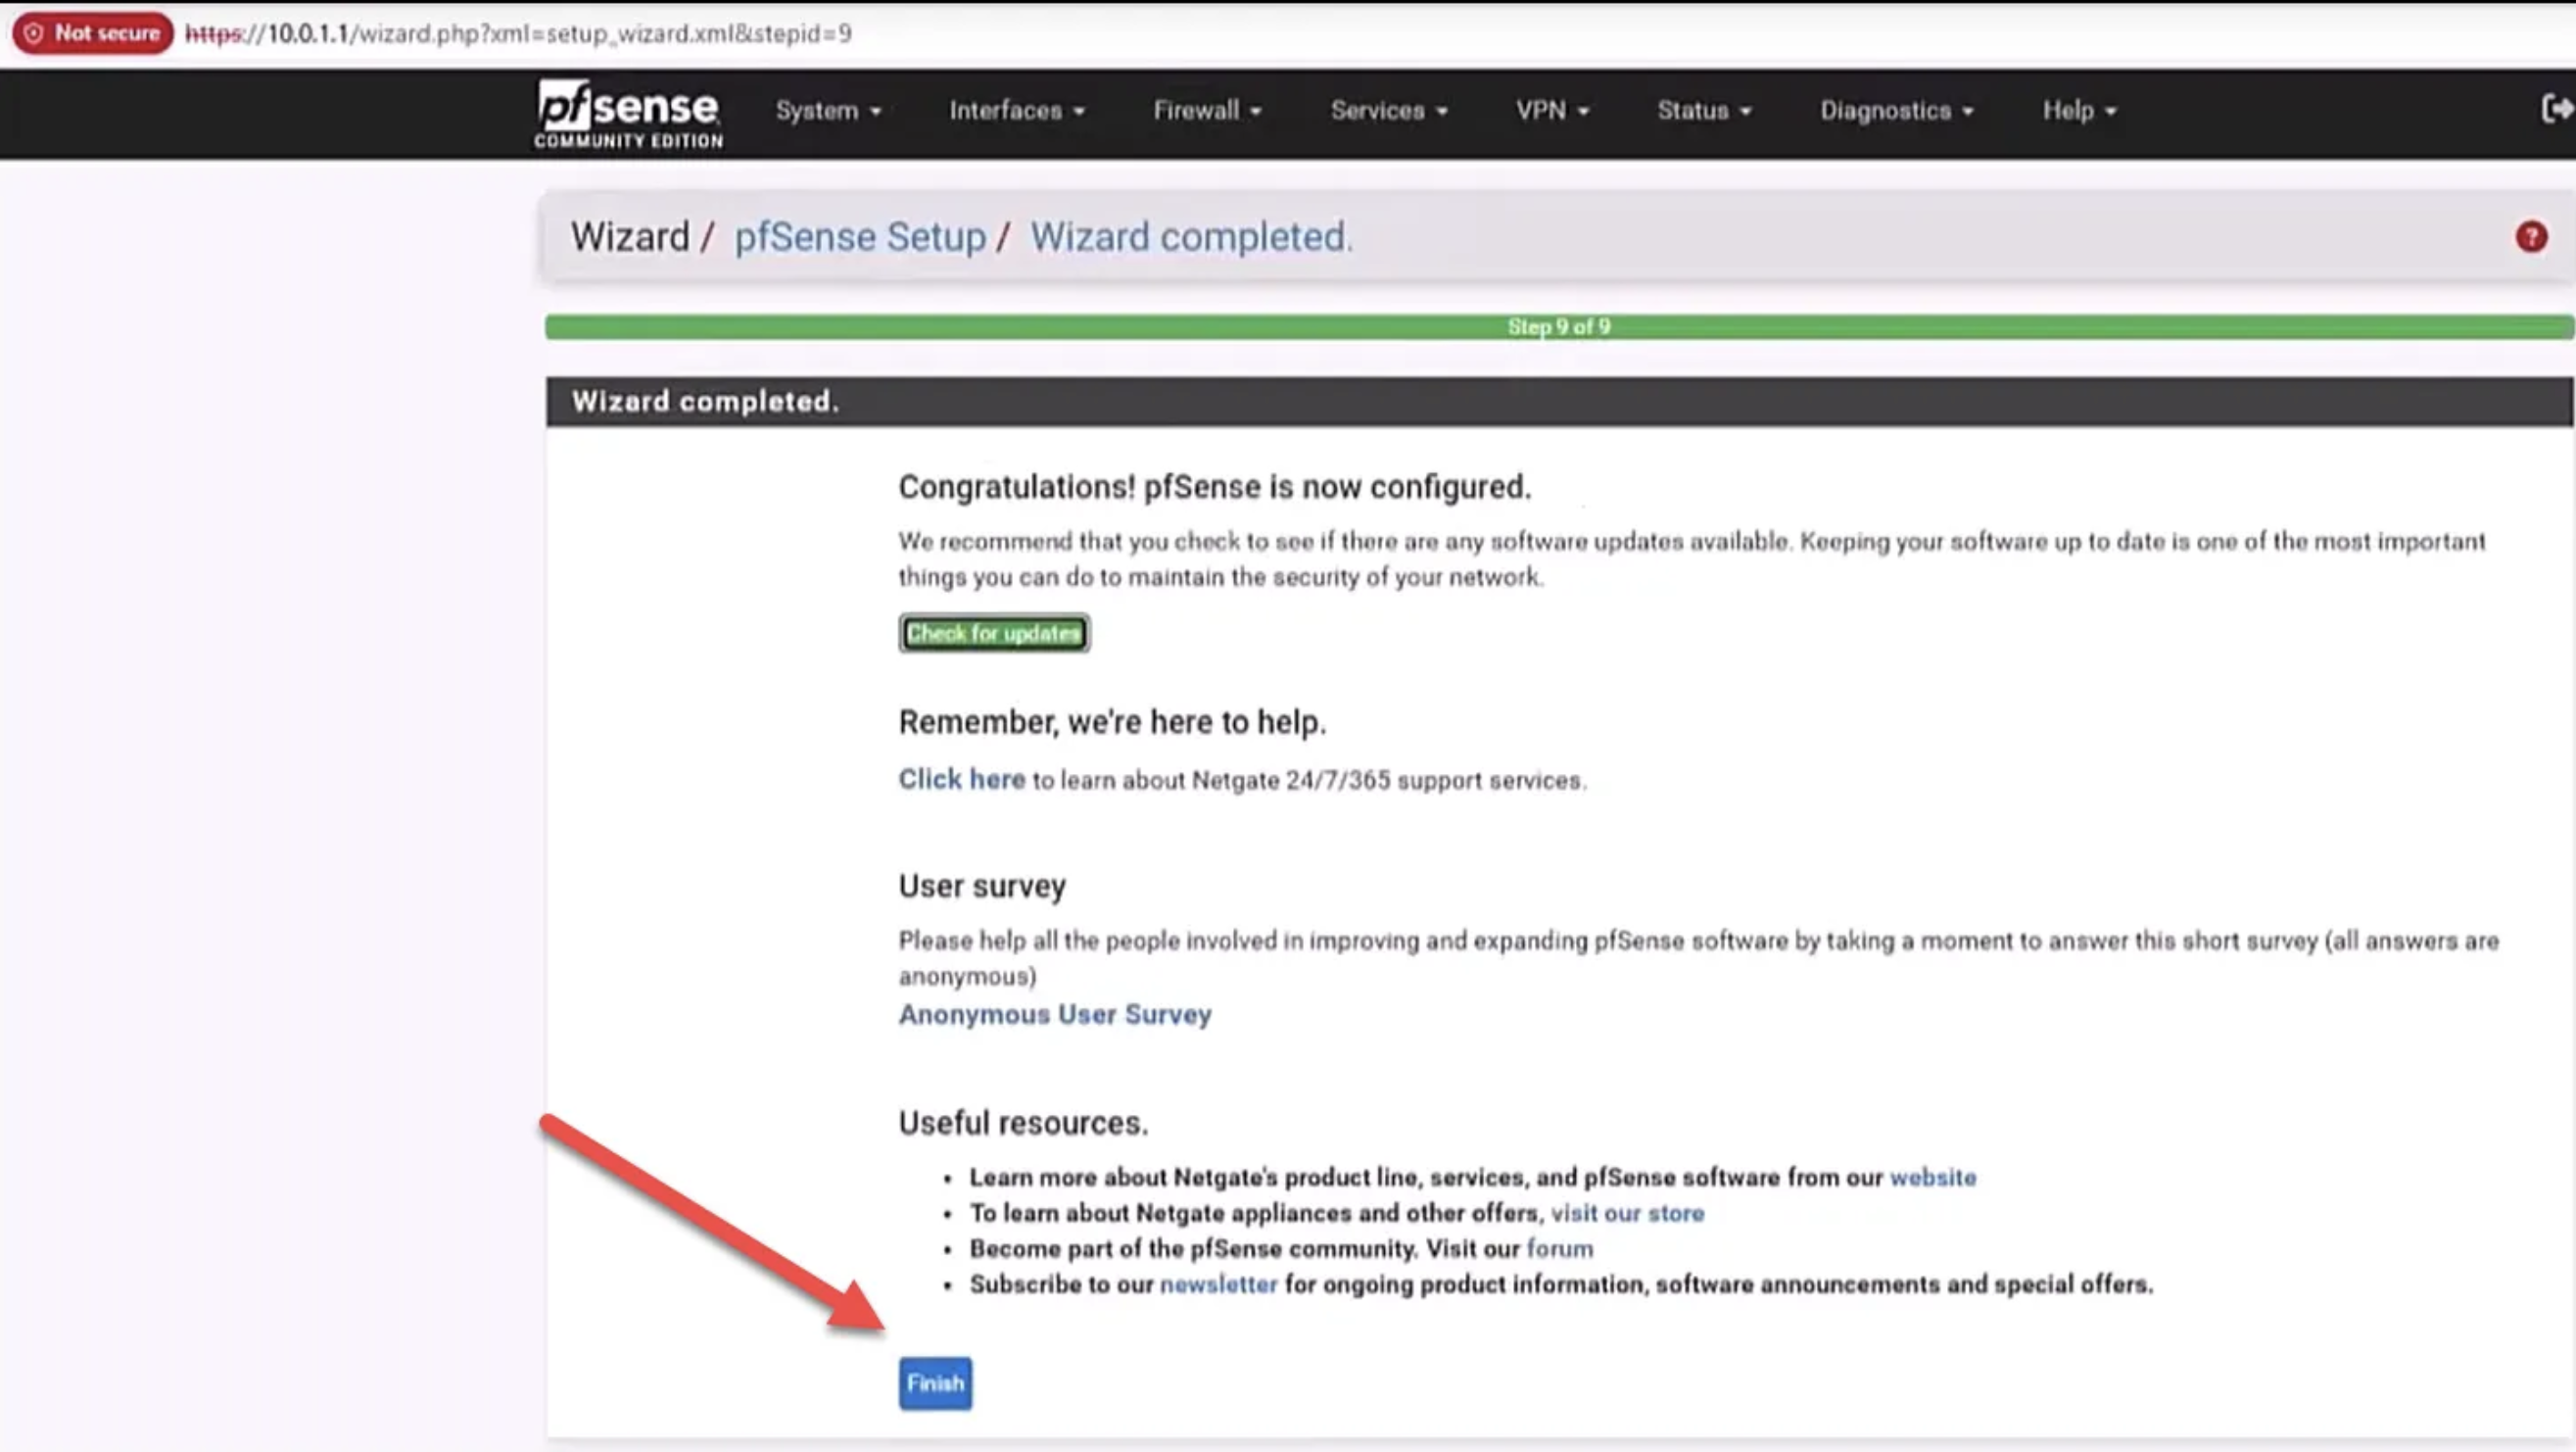 Not secure https://10.0.1.1/wizard.php?xml=setup_wizard.xml&stepid=9
pfsense COMMUNITY EDITION System Interfaces Firewall Services VPN Status Diagnostics Help
Wizard / pfSense Setup / Wizard completed.
?
Step 9 of 9
Wizard completed.
Congratulations! pfSense is now configured.
We recommend that you check to see if there are any software updates available. Keeping your software up to date is one of the most important
things you can do to maintain the security of your network.
Check for updates
Remember, we're here to help.
Click here to learn about Netgate 24/7/365 support services.
User survey
Please help all the people involved in improving and expanding pfSense software by taking a moment to answer this short survey (all answers are
anonymous)
Anonymous User Survey
Useful resources.
• Learn more about Netgate's product line, services, and pfSense software from our website
• To learn about Netgate appliances and other offers, visit our store
• Become part of the pfSense community. Visit our forum
• Subscribe to our newsletter for ongoing product information, software announcements and special offers.
Finish